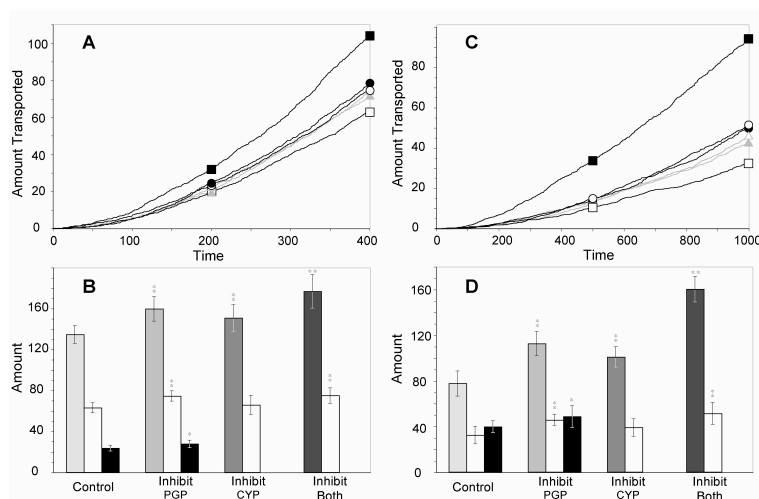 A
C
Amount Transported
100
80
60
40
20
0
0
100
200
300
400
Time
Amount Transported
80
60
40
20
0
0
200
400
600
800
1000
Time
B
D
Amount
160
120
80
40
0
** ** ** ** * **
Control
Inhibit PGP
Inhibit CYP
Inhibit Both
Amount
160
120
80
40
0
** ** * ** ** **
Control
Inhibit PGP
Inhibit CYP
Inhibit Both